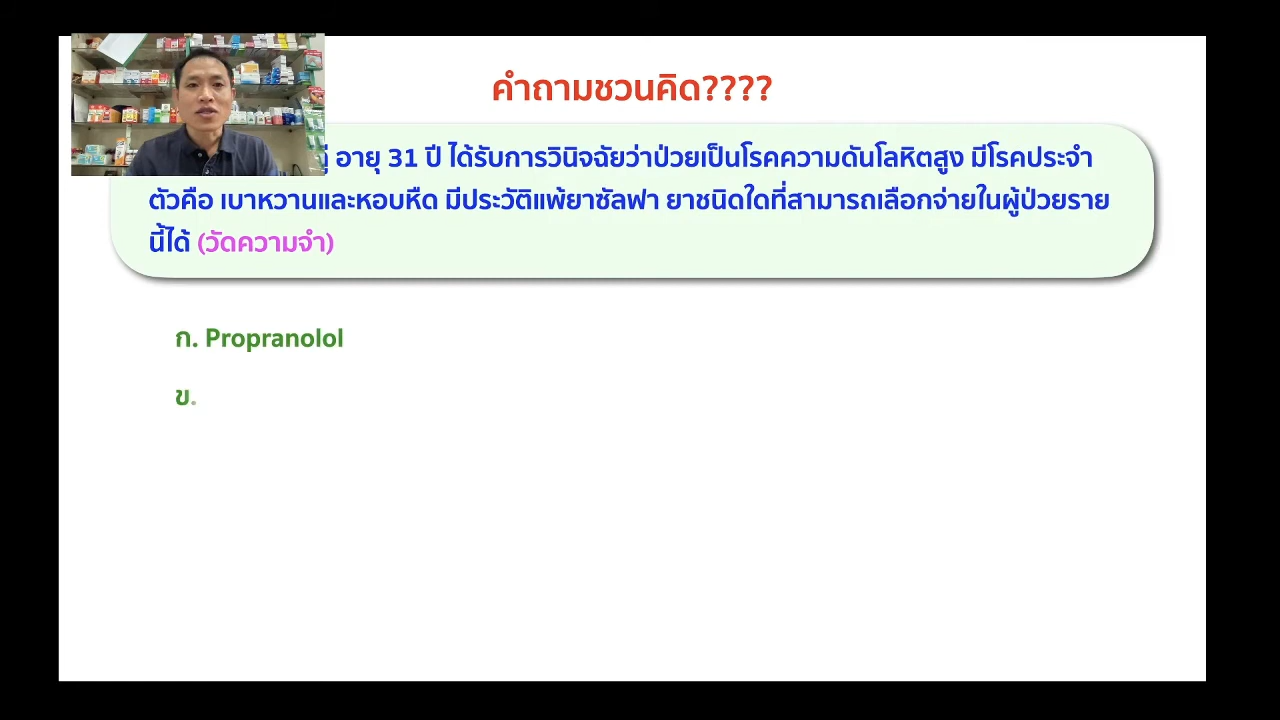 คำถามชวนคิด????
อายุ 31 ปี ได้รับการวินิจฉัยว่าป่วยเป็นโรคความดันโลหิตสูง มีโรคประจำ
ตัวคือ เบาหวานและหอบหืด มีประวัติแพ้ยาซัลฟา ยาชนิดใดที่สามารถเลือกจ่ายในผู้ป่วยราย
นี้ได้ (วัดความจำ)
ก. Propranolol
ข.